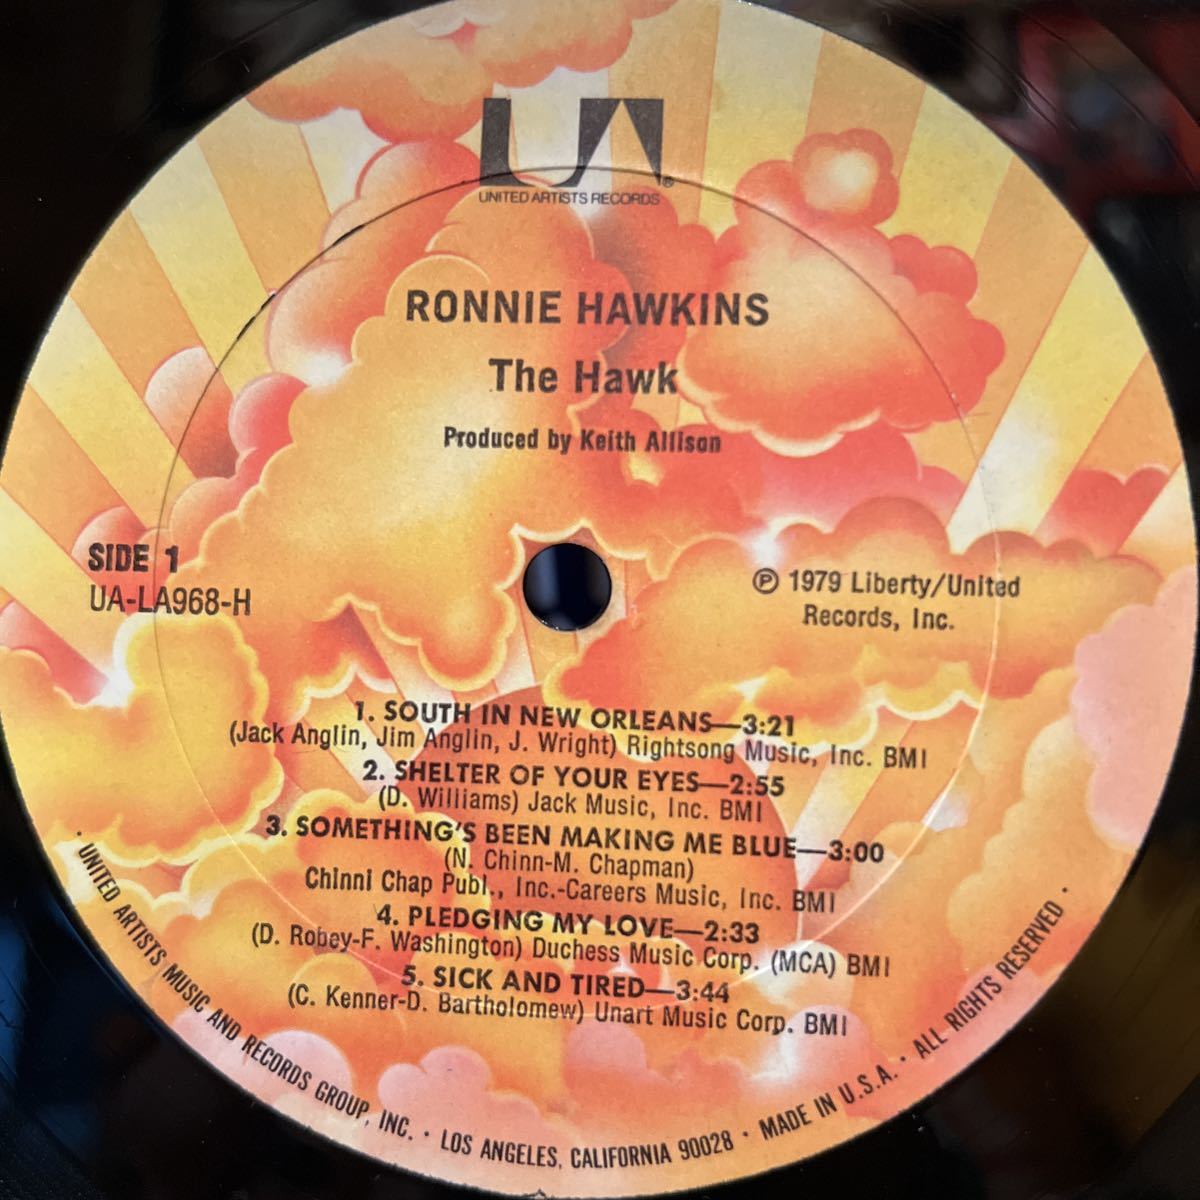 UA®
UNITED ARTISTS RECORDS
RONNIE HAWKINS
The Hawk
Produced by Keith Allison
SIDE 1
UA-LA968-H
℗ 1979 Liberty/United
Records, Inc.
1. SOUTH IN NEW ORLEANS—3:21
(Jack Anglin, Jim Anglin, J. Wright) Rightsong Music, Inc. BMI
2. SHELTER OF YOUR EYES—2:55
(D. Williams) Jack Music, Inc. BMI
3. SOMETHING'S BEEN MAKING ME BLUE—3:00
(N. Chinn-M. Chapman)
Chinni Chap Publ., Inc.-Careers Music, Inc. BMI
4. PLEDGING MY LOVE—2:33
(D. Robey-F. Washington) Duchess Music Corp. (MCA) BMI
5. SICK AND TIRED—3:44
(C. Kenner-D. Bartholomew) Unart Music Corp. BMI
• UNITED ARTISTS MUSIC AND RECORDS GROUP, INC. • LOS ANGELES, CALIFORNIA 90028 • MADE IN U.S.A. • ALL RIGHTS RESERVED •